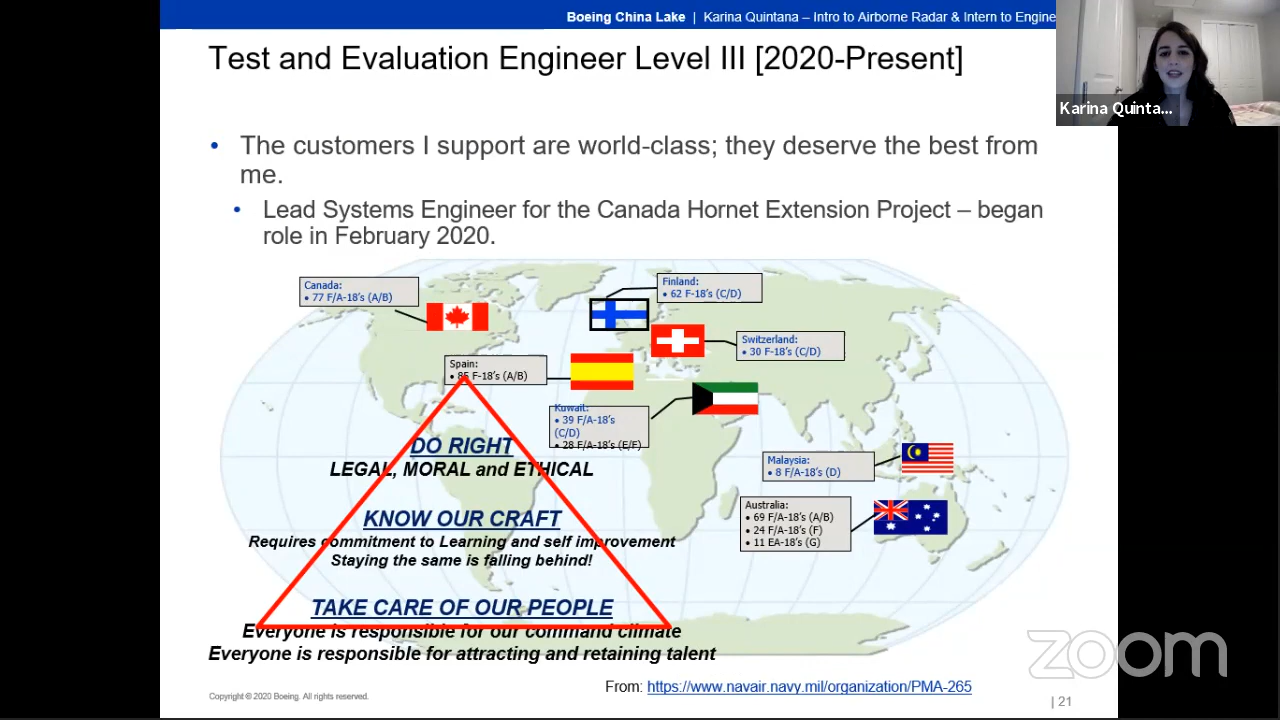 Boeing China Lake | Karina Quintana – Intro to Airborne Radar & Intern to Engine
Karina Quinta...
Test and Evaluation Engineer Level III [2020-Present]
• The customers I support are world-class; they deserve the best from
me.
• Lead Systems Engineer for the Canada Hornet Extension Project – began
role in February 2020.
Canada:
• 77 F/A-18's (A/B)
Finland:
• 62 F-18's (C/D)
Switzerland:
• 30 F-18's (C/D)
Spain:
• 85 F-18's (A/B)
Kuwait:
• 39 F/A-18's
(C/D)
• 28 F/A-18's (E/F)
Malaysia:
• 8 F/A-18's (D)
Australia:
• 69 F/A-18's (A/B)
• 24 F/A-18's (F)
• 11 EA-18's (G)
DO RIGHT
LEGAL, MORAL and ETHICAL
KNOW OUR CRAFT
Requires commitment to Learning and self improvement
Staying the same is falling behind!
TAKE CARE OF OUR PEOPLE
Everyone is responsible for our command climate
Everyone is responsible for attracting and retaining talent
zoom
From: https://www.navair.navy.mil/organization/PMA-265
Copyright © 2020 Boeing. All rights reserved.
| 21